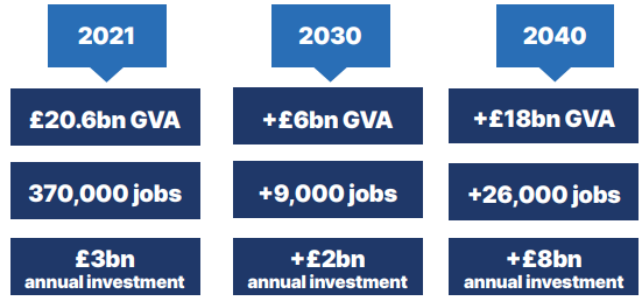 2021
2030
2040
£20.6bn GVA
+£6bn GVA
+£18bn GVA
370,000 jobs
+9,000 jobs
+26,000 jobs
£3bn
annual investment
+£2bn
annual investment
+£8bn
annual investment